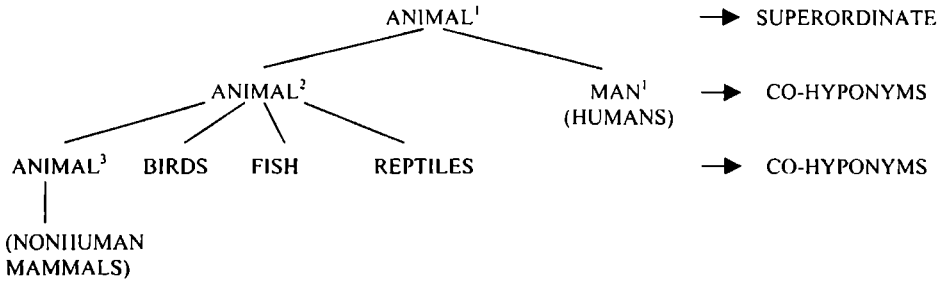 ANIMAL¹ → SUPERORDINATE
ANIMAL² MAN¹ → CO-HYPONYMS
(HUMANS)
ANIMAL³ BIRDS FISH REPTILES → CO-HYPONYMS
(NONHUMAN
MAMMALS)